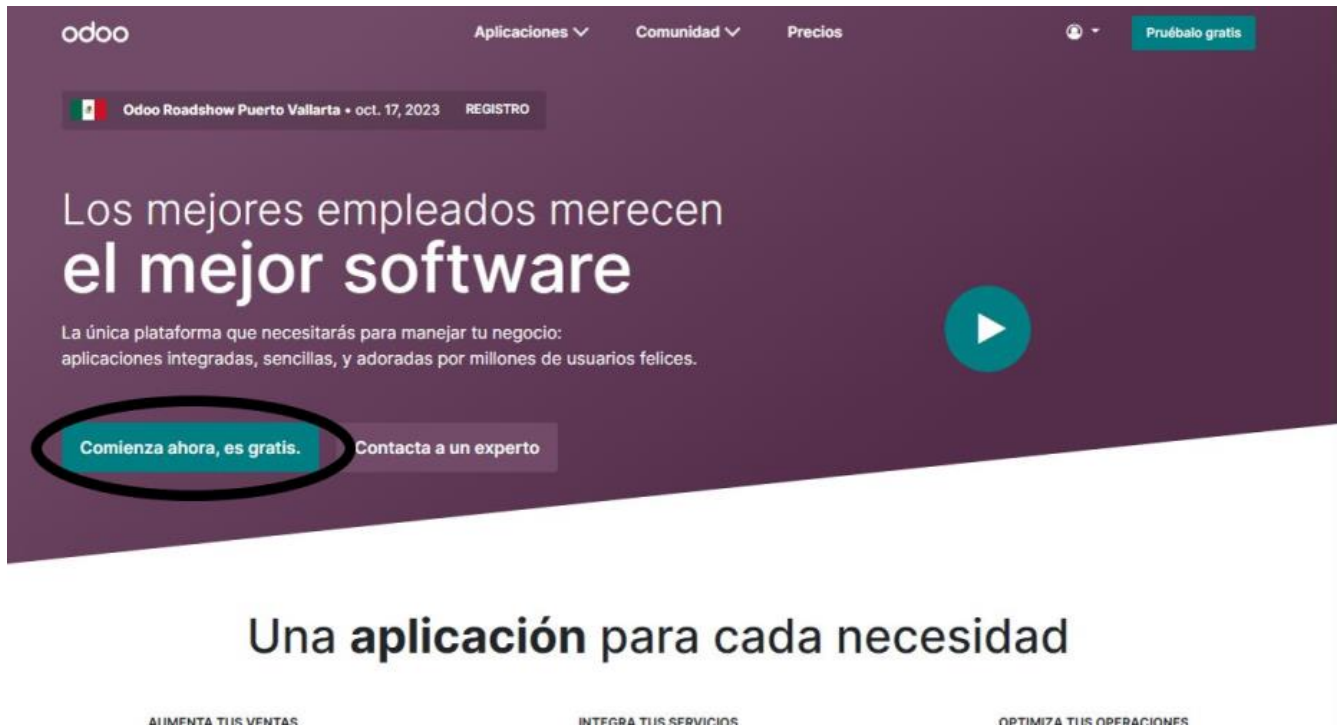 odoo
Aplicaciones Comunidad Precios
Pruébalo gratis
Odoo Roadshow Puerto Vallarta • oct. 17, 2023 REGISTRO
Los mejores empleados merecen
el mejor software
La única plataforma que necesitarás para manejar tu negocio:
aplicaciones integradas, sencillas, y adoradas por millones de usuarios felices.
Comienza ahora, es gratis. Contacta a un experto
Una aplicación para cada necesidad
AUMENTA TUS VENTAS INTEGRA TUS SERVICIOS OPTIMIZA TUS OPERACIONES